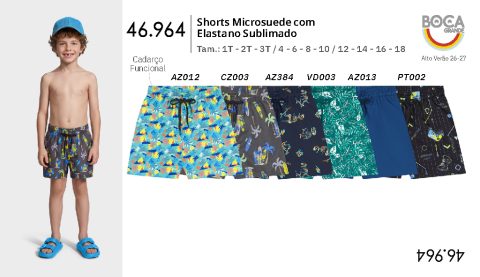 46.964
Shorts Microsuede com
Elastano Sublimado
Tam.: 1T - 2T - 3T / 4 - 6 - 8 - 10 / 12 - 14 - 16 - 18
BOCA
GRANDE
Alto Verão 26-27
Cadarço
Funcional
AZ012 CZ003 AZ384 VD003 AZ013 PT002
46.964